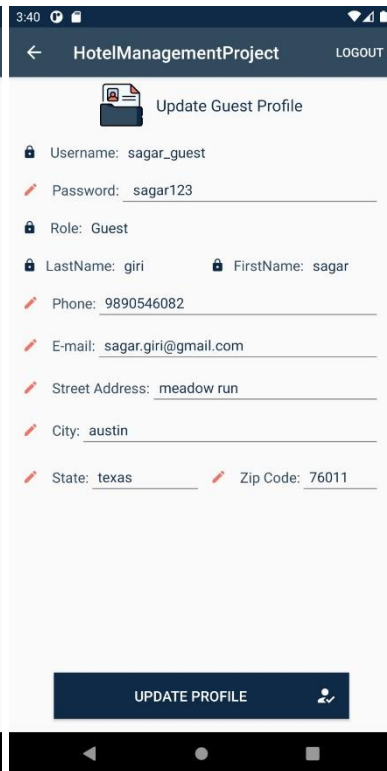 3:40
HotelManagementProject LOGOUT
Update Guest Profile
Username: sagar_guest
Password: sagar123
Role: Guest
LastName: giri FirstName: sagar
Phone: 9890546082
E-mail: sagar.giri@gmail.com
Street Address: meadow run
City: austin
State: texas Zip Code: 76011
UPDATE PROFILE